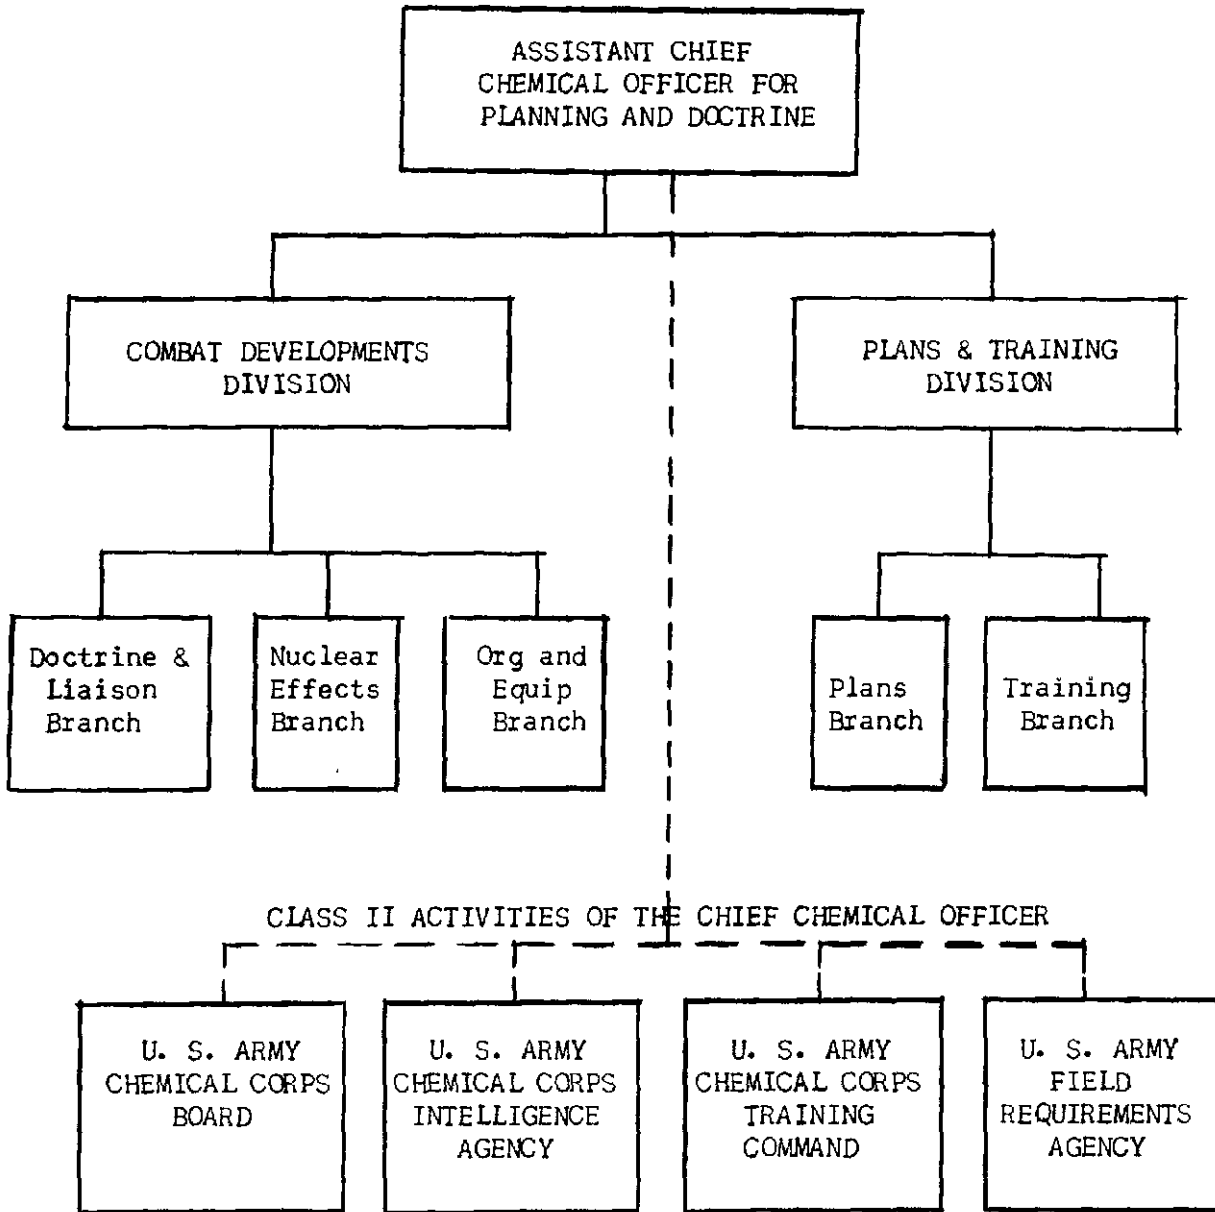 ASSISTANT CHIEF
CHEMICAL OFFICER FOR
PLANNING AND DOCTRINE
COMBAT DEVELOPMENTS
DIVISION
PLANS & TRAINING
DIVISION
Doctrine &
Liaison
Branch
Nuclear
Effects
Branch
Org and
Equip
Branch
Plans
Branch
Training
Branch
CLASS II ACTIVITIES OF THE CHIEF CHEMICAL OFFICER
U. S. ARMY
CHEMICAL CORPS
BOARD
U. S. ARMY
CHEMICAL CORPS
INTELLIGENCE
AGENCY
U. S. ARMY
CHEMICAL CORPS
TRAINING
COMMAND
U. S. ARMY
FIELD
REQUIREMENTS
AGENCY